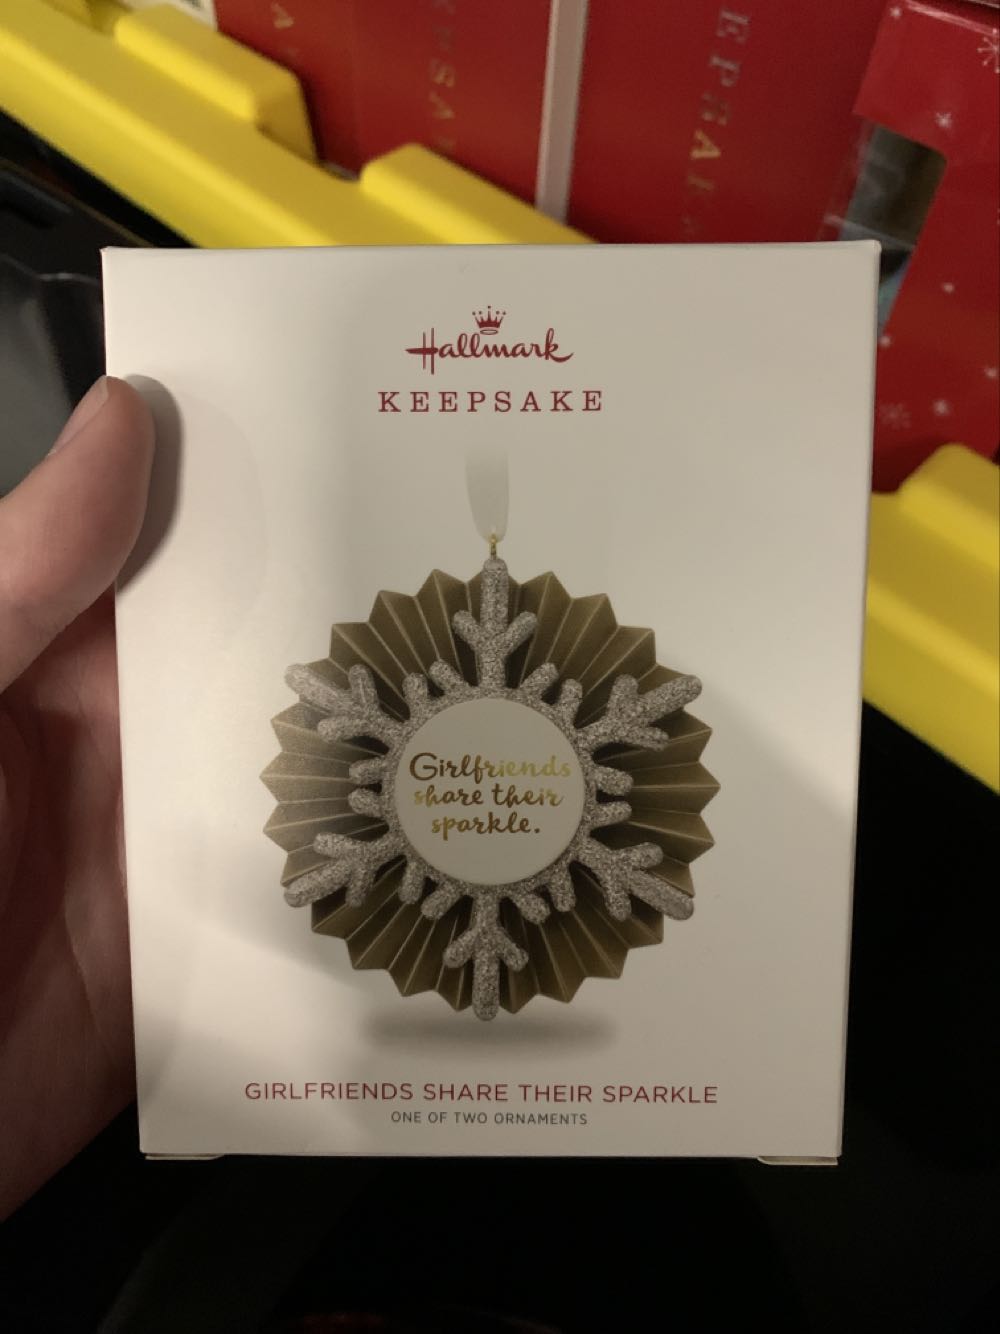 Hallmark
KEEPSAKE
Girlfriends
share their
sparkle.
GIRLFRIENDS SHARE THEIR SPARKLE
ONE OF TWO ORNAMENTS